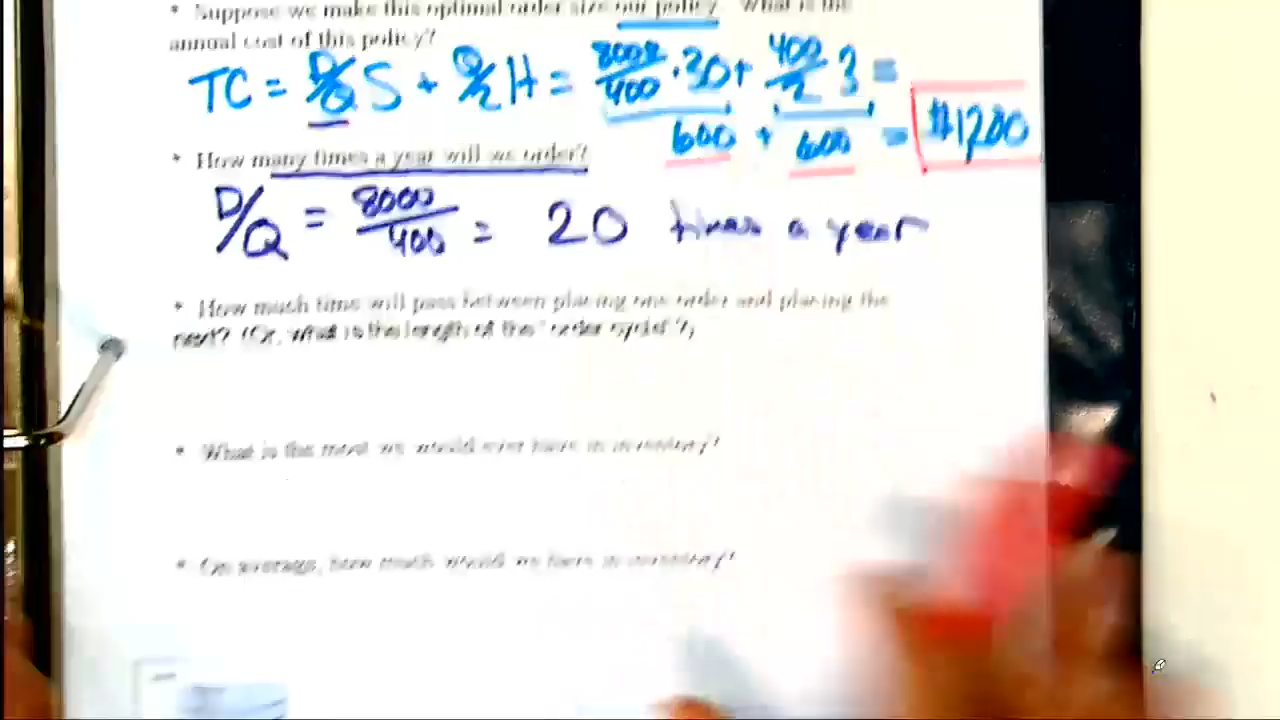 * Suppose we make this optimal order size our policy. What is the
annual cost of this policy?
TC = D/Q S + Q/2 H = 8000/400 · 30 + 400/2 3 =
600 + 600 = $1200
* How many times a year will we order?
D/Q = 8000/400 = 20 times a year
* How much time will pass between placing one order and placing the
next? (Or, what is the length of the "order cycle"?)
* What is the most we would ever have in inventory?
* On average, how much would we have in inventory?